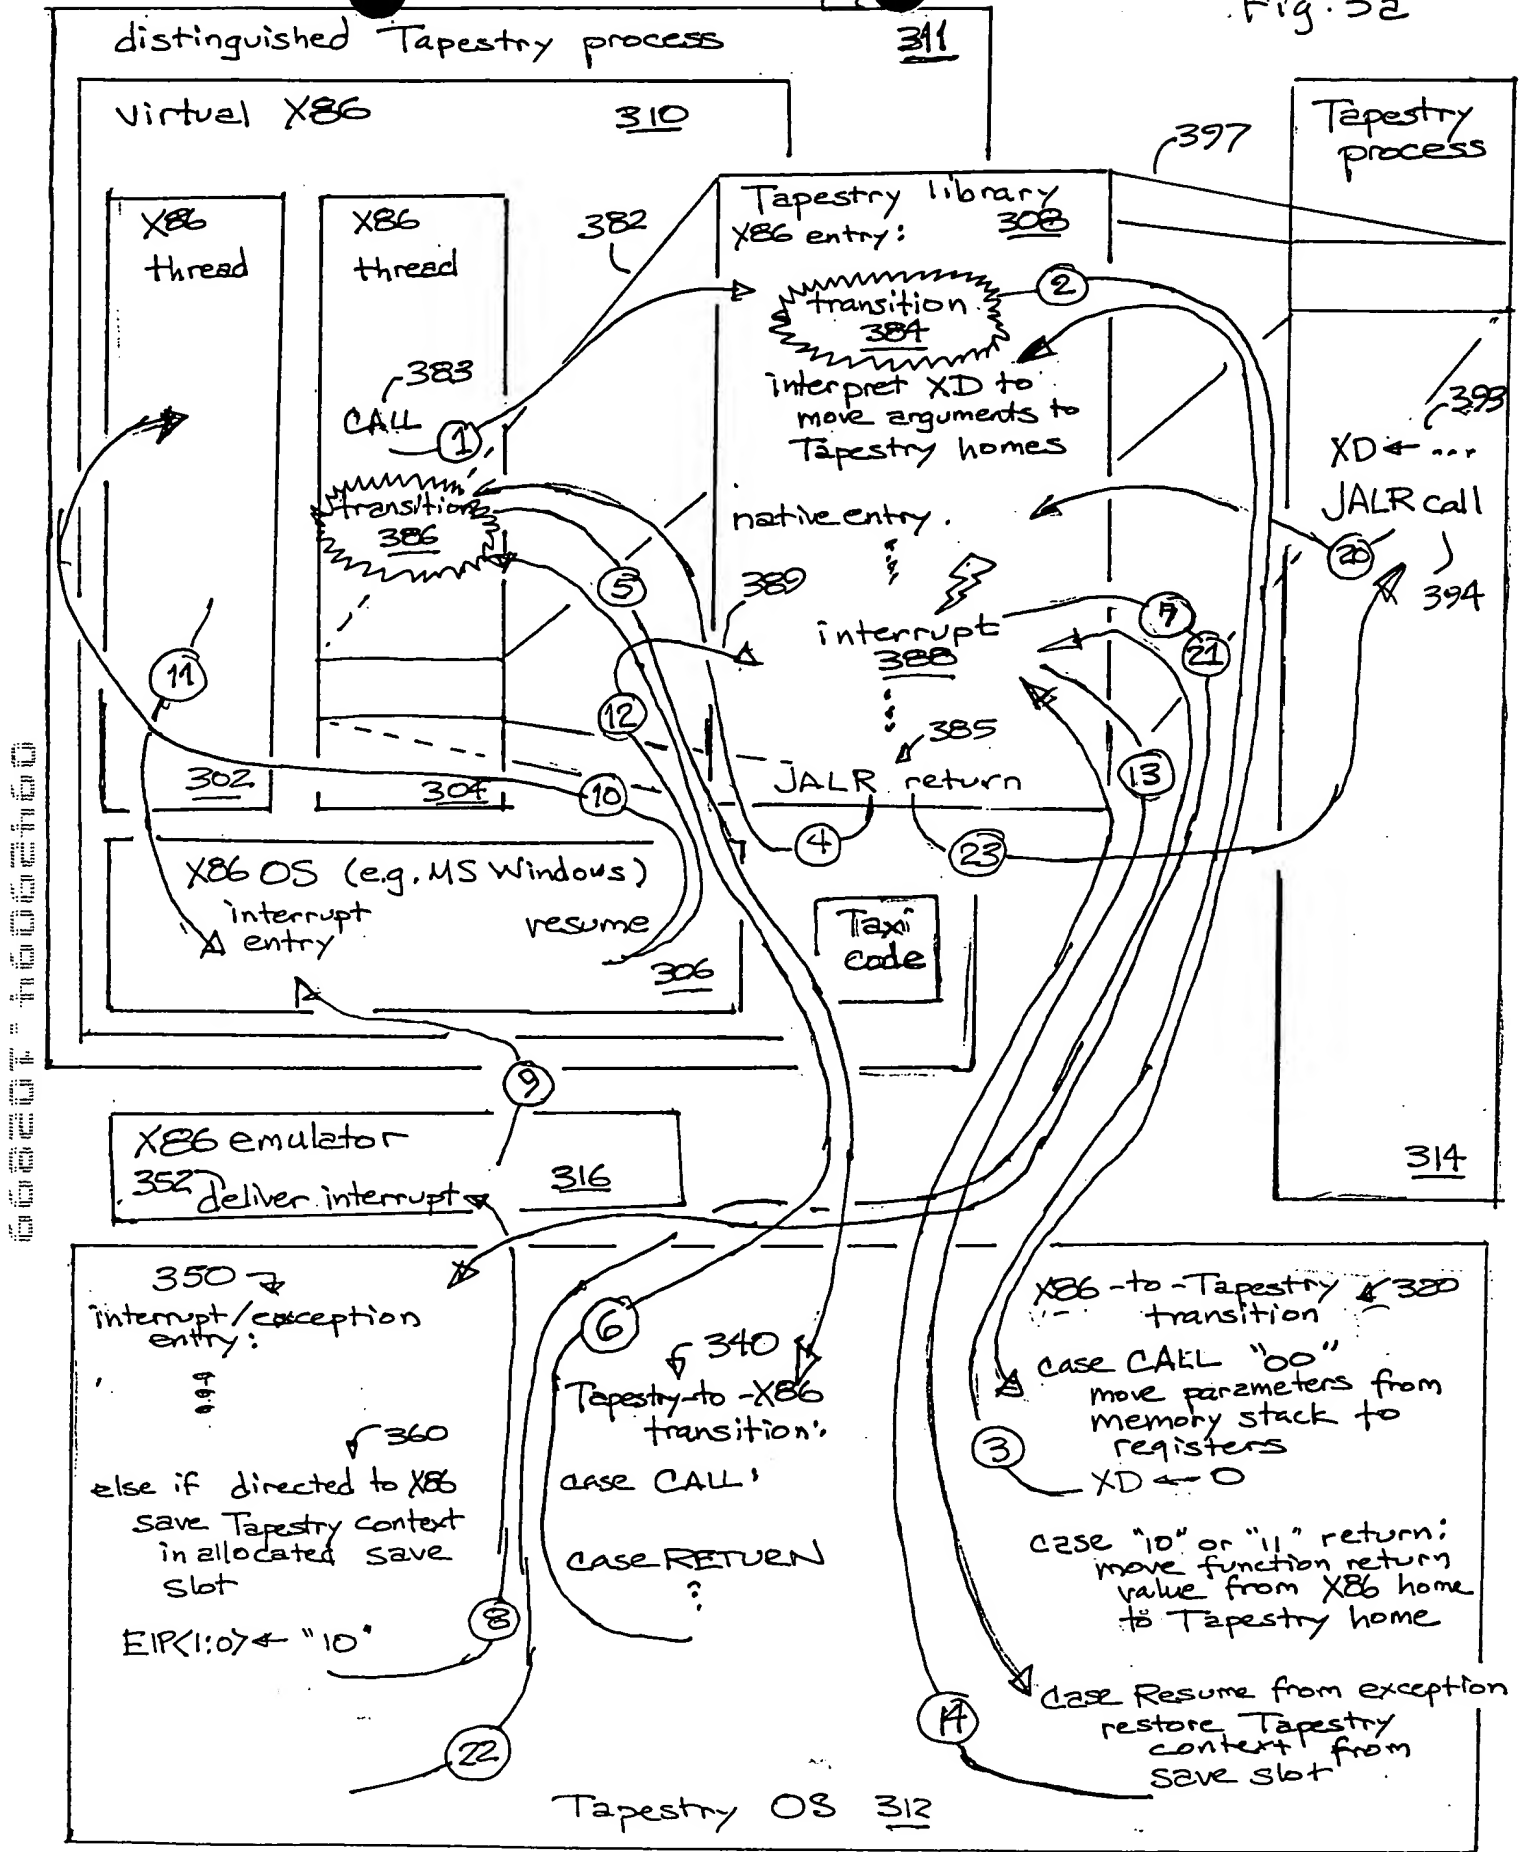 Fig. 3a
distinguished Tapestry process 311
virtual X86 310
Tapestry
process
397
X86
thread
X86
thread
382
Tapestry library
X86 entry: 308
transition
384
2
interpret XD to
move arguments to
Tapestry homes
383
CALL
1
393
XD ← ...
JALR call
20
394
transition
386
native entry.
5
389
interrupt
388
7
21
11
12
385
13
JALR return
302
304
10
4
23
X86 OS (e.g. MS Windows)
interrupt
entry
resume
306
Taxi
code
9
X86 emulator
352 deliver interrupt
316
314
350
interrupt/exception
entry:
6
340
Tapestry-to-X86
transition:
case CALL:
case RETURN
X86-to-Tapestry 320
transition
case CALL "00"
move parameters from
memory stack to
registers
3
XD ← 0
360
else if directed to X86
save Tapestry context
in allocated save
slot
8
EIP<1:0> ← "10"
case "10" or "11" return:
move function return
value from X86 home
to Tapestry home
case Resume from exception
restore Tapestry
context from
save slot
14
22
Tapestry OS 312